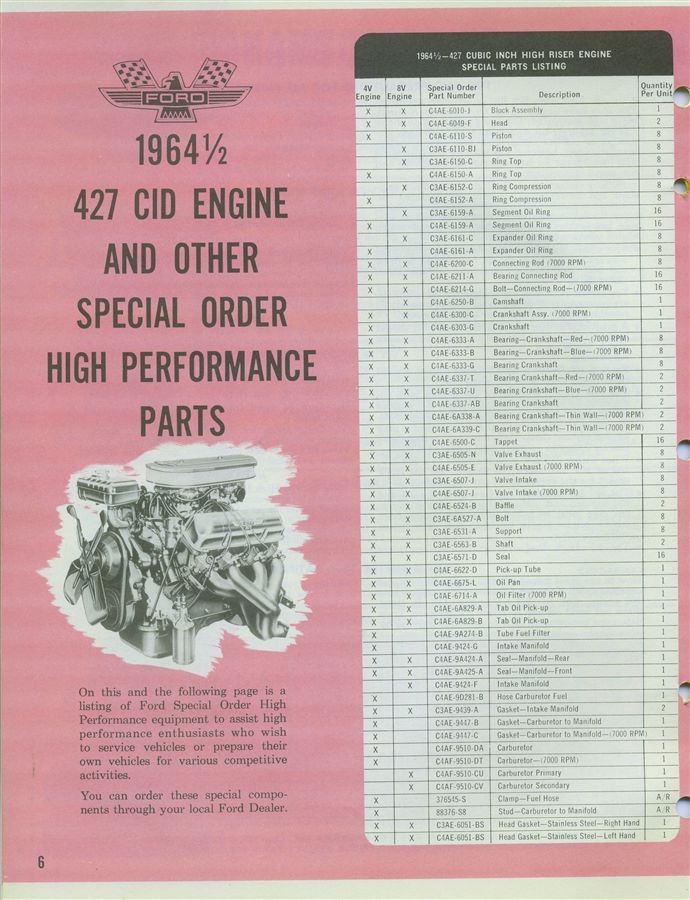 FORD
1964½
427 CID ENGINE
AND OTHER
SPECIAL ORDER
HIGH PERFORMANCE
PARTS
On this and the following page is a
listing of Ford Special Order High
Performance equipment to assist high
performance enthusiasts who wish
to service vehicles or prepare their
own vehicles for various competitive
activities.
You can order these special compo-
nents through your local Ford Dealer.
6
1964½—427 CUBIC INCH HIGH RISER ENGINE
SPECIAL PARTS LISTING
4V Engine 8V Engine Special Order Part Number Description Quantity Per Unit
X X C4AE-6010-J Block Assembly 1
X X C4AE-6049-F Head 2
X C4AE-6110-S Piston 8
X C3AE-6110-BJ Piston 8
X C3AE-6150-C Ring Top 8
X C4AE-6150-A Ring Top 8
X C3AE-6152-C Ring Compression 8
X C4AE-6152-A Ring Compression 8
X C3AE-6159-A Segment Oil Ring 16
X C4AE-6159-A Segment Oil Ring 16
X C3AE-6161-C Expander Oil Ring 8
X C4AE-6161-A Expander Oil Ring 8
X X C4AE-6200-C Connecting Rod (7000 RPM) 8
X X C4AE-6211-A Bearing Connecting Rod 16
X X C4AE-6214-G Bolt—Connecting Rod—(7000 RPM) 16
X C4AE-6250-B Camshaft 1
X X C4AE-6300-C Crankshaft Assy. (7000 RPM) 1
X C4AE-6303-G Crankshaft 1
X X C4AE-6333-A Bearing—Crankshaft—Red—(7000 RPM) 8
X X C4AE-6333-B Bearing—Crankshaft—Blue—(7000 RPM) 8
X X C4AE-6333-G Bearing Crankshaft 8
X X C4AE-6337-T Bearing Crankshaft—Red—(7000 RPM) 2
X X C4AE-6337-U Bearing Crankshaft—Blue—(7000 RPM) 2
X X C4AE-6337-AB Bearing Crankshaft 2
X X C4AE-6A338-A Bearing Crankshaft—Thin Wall—(7000 RPM) 2
X X C4AE-6A339-C Bearing Crankshaft—Thin Wall—(7000 RPM) 2
X X C4AE-6500-C Tappet 16
X X C3AE-6505-N Valve Exhaust 8
X X C4AE-6505-E Valve Exhaust (7000 RPM) 8
X X C3AE-6507-J Valve Intake 8
X X C4AE-6507-J Valve Intake (7000 RPM) 8
X X C4AE-6524-B Baffle 2
X X C3AE-6A527-A Bolt 8
X X C3AE-6531-A Support 8
X X C3AE-6563-B Shaft 2
X X C3AE-6571-D Seal 16
X X C4AE-6622-D Pick-up Tube 1
X X C4AE-6675-L Oil Pan 1
X X C4AE-6714-A Oil Filter (7000 RPM) 1
X X C4AE-6A829-A Tab Oil Pick-up 1
X X C4AE-6A829-B Tab Oil Pick-up 1
X C4AE-9A274-B Tube Fuel Filter 1
X C4AE-9424-G Intake Manifold 1
X X C4AE-9A424-A Seal—Manifold—Rear 1
X X C4AE-9A425-A Seal—Manifold—Front 1
X C4AE-9424-F Intake Manifold 1
X C4AE-9D281-B Hose Carburetor Fuel 1
X X C3AE-9439-A Gasket—Intake Manifold 2
X C4AE-9447-B Gasket—Carburetor to Manifold 1
X C4AE-9447-C Gasket—Carburetor to Manifold—(7000 RPM) 1
X C4AF-9510-DA Carburetor 1
X C4AF-9510-DT Carburetor—(7000 RPM) 1
X C4AF-9510-CU Carburetor Primary 1
X C4AF-9510-CV Carburetor Secondary 1
X 376545-S Clamp—Fuel Hose A/R
X 88376-S8 Stud—Carburetor to Manifold A/R
X X C3AE-6051-BS Head Gasket—Stainless Steel—Right Hand 1
X X C4AE-6051-BS Head Gasket—Stainless Steel—Left Hand 1